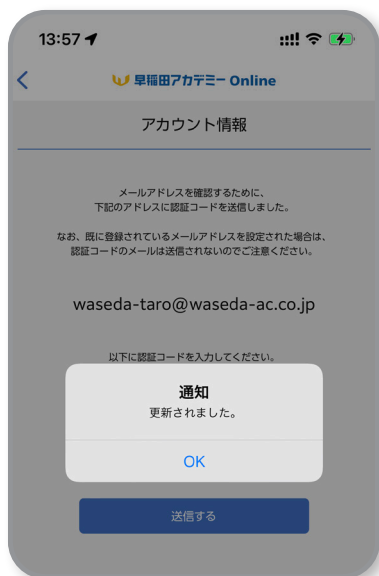 13:57
早稲田アカデミー Online
アカウント情報
メールアドレスを確認するために、
下記のアドレスに認証コードを送信しました。
なお、既に登録されているメールアドレスを設定された場合は、
認証コードのメールは送信されないのでご注意ください。
waseda-taro@waseda-ac.co.jp
以下に認証コードを入力してください。
通知
更新されました。
OK
送信する